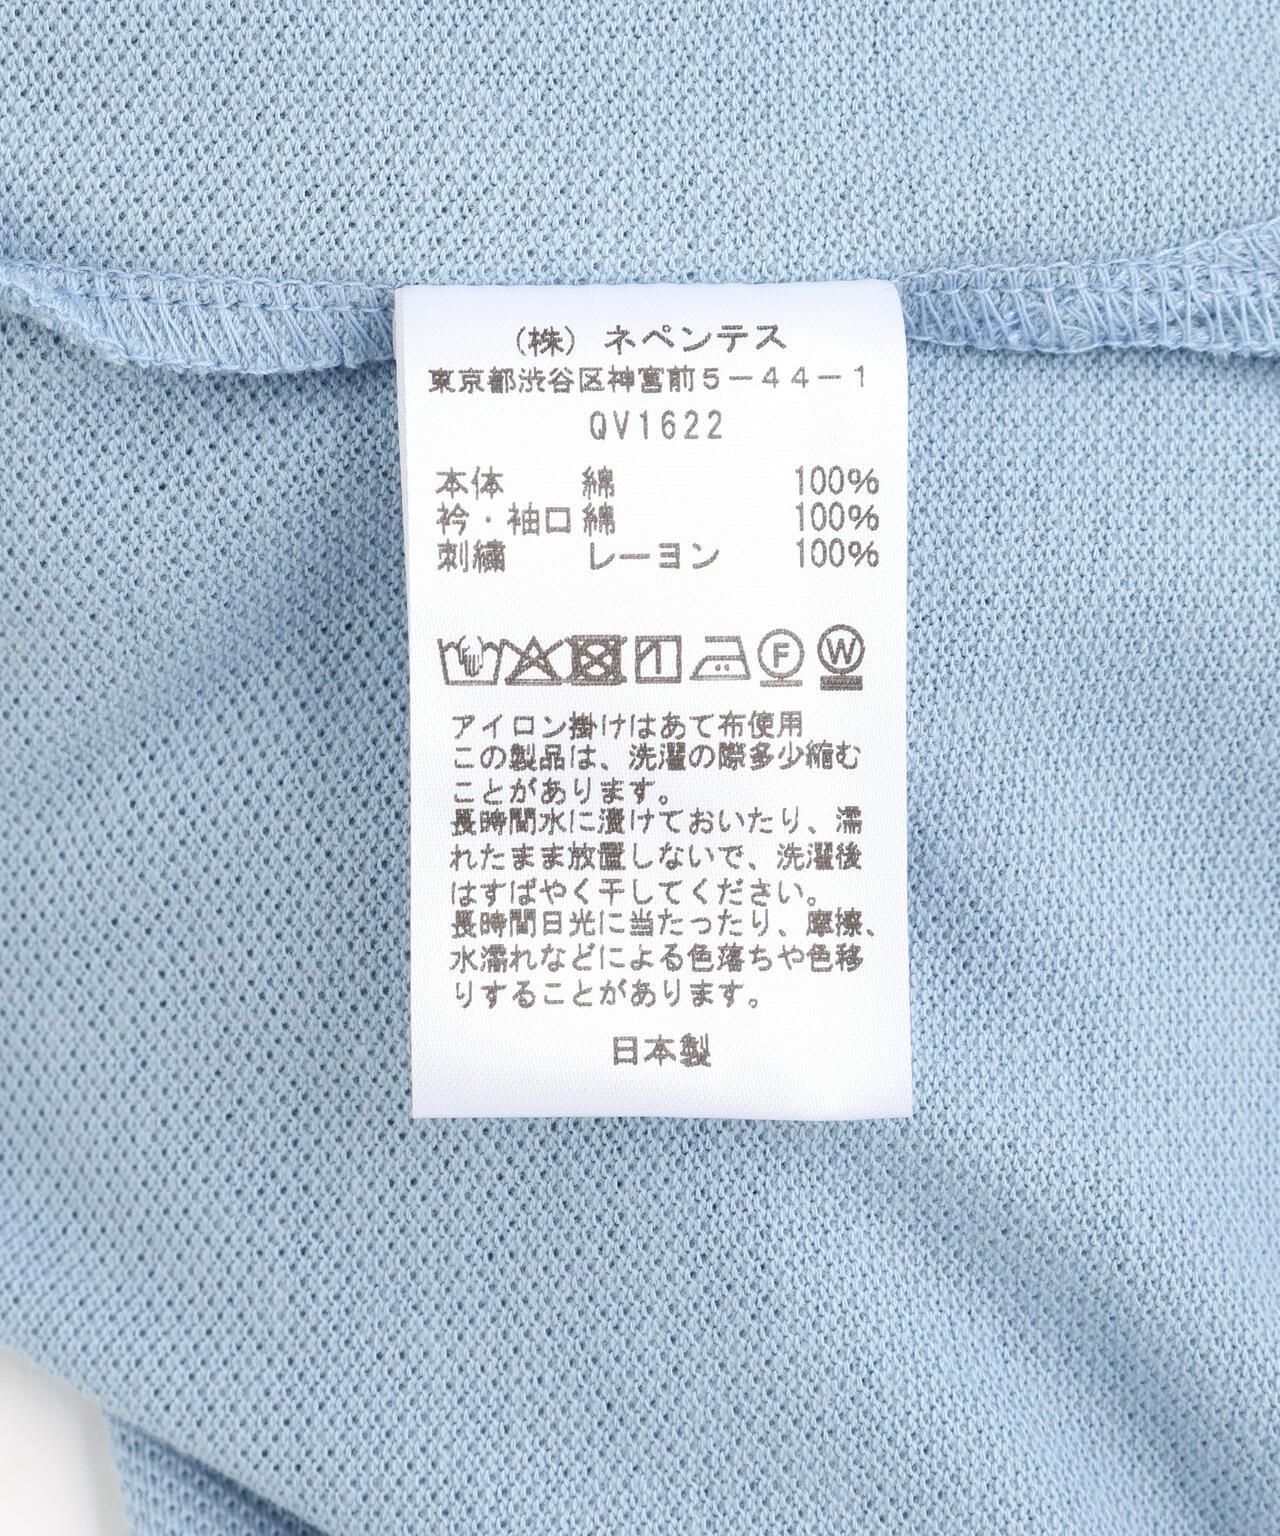 (株) ネペンテス
東京都渋谷区神宮前5-44-1
QV1622
本体 綿 100%
衿・袖口 綿 100%
刺繍 レーヨン 100%
F W
アイロン掛けはあて布使用
この製品は、洗濯の際多少縮む
ことがあります。
長時間水に漬けておいたり、濡
れたまま放置しないで、洗濯後
はすばやく干してください。
長時間日光に当たったり、摩擦、
水濡れなどによる色落ちや色移
りすることがあります。
日本製